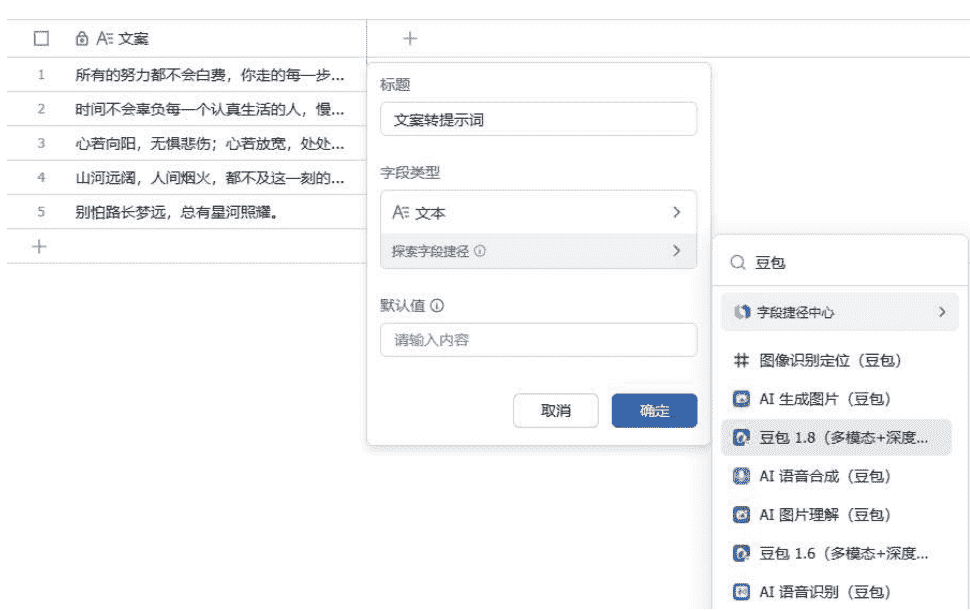 文案
1 所有的努力都不会白费，你走的每一步...
2 时间不会辜负每一个认真生活的人，慢...
3 心若向阳，无惧悲伤；心若放宽，处处...
4 山河远阔，人间烟火，都不及这一刻的...
5 别怕路长梦远，总有星河照耀。
标题
文案转提示词
字段类型
文本
探索字段捷径
默认值
请输入内容
取消 确定
豆包
字段捷径中心
图像识别定位（豆包）
AI 生成图片（豆包）
豆包 1.8（多模态+深度...
AI 语音合成（豆包）
AI 图片理解（豆包）
豆包 1.6（多模态+深度...
AI 语音识别（豆包）